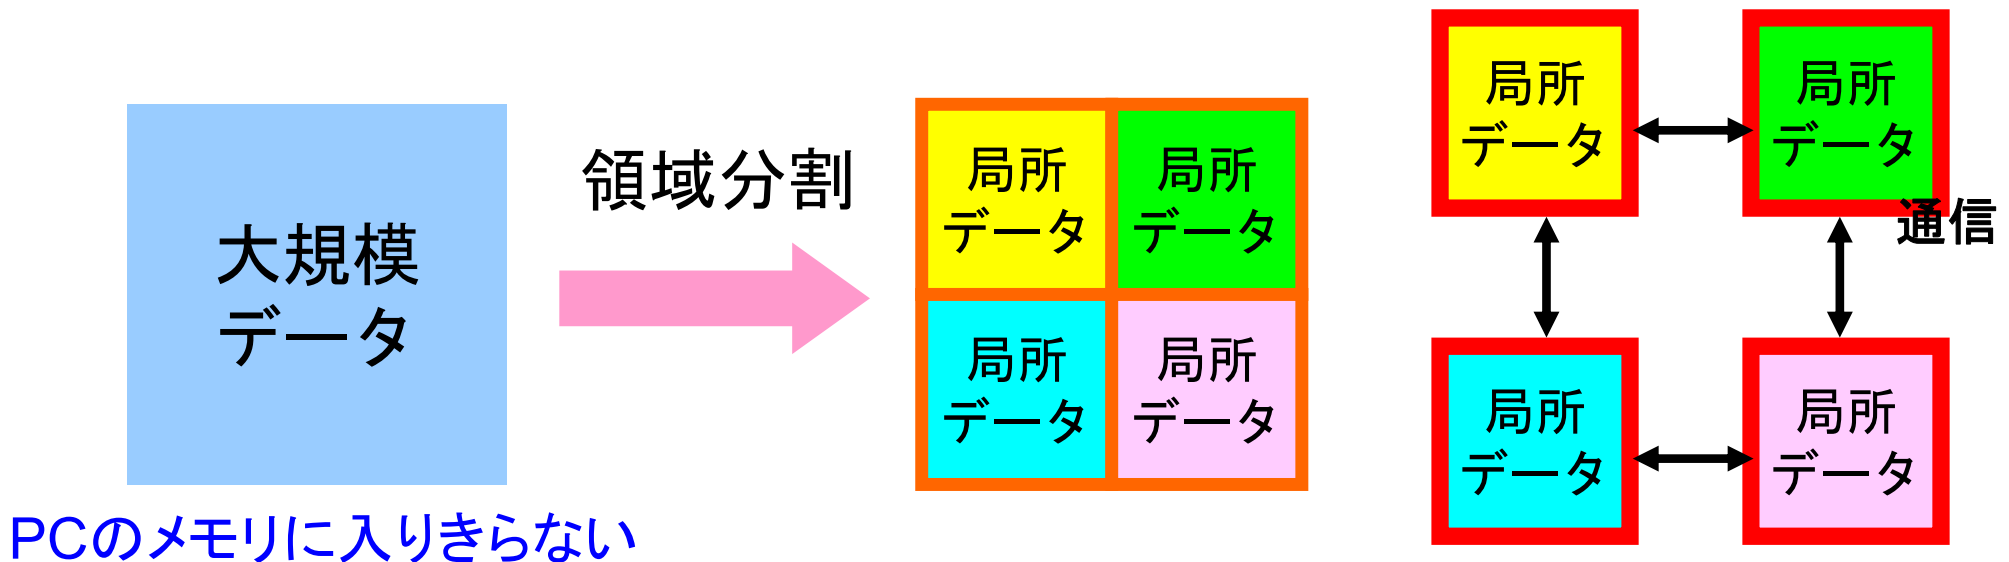 大規模
データ
PCのメモリに入りきらない
領域分割
局所
データ
局所
データ
局所
データ
局所
データ
局所
データ
局所
データ
通信
局所
データ
局所
データ